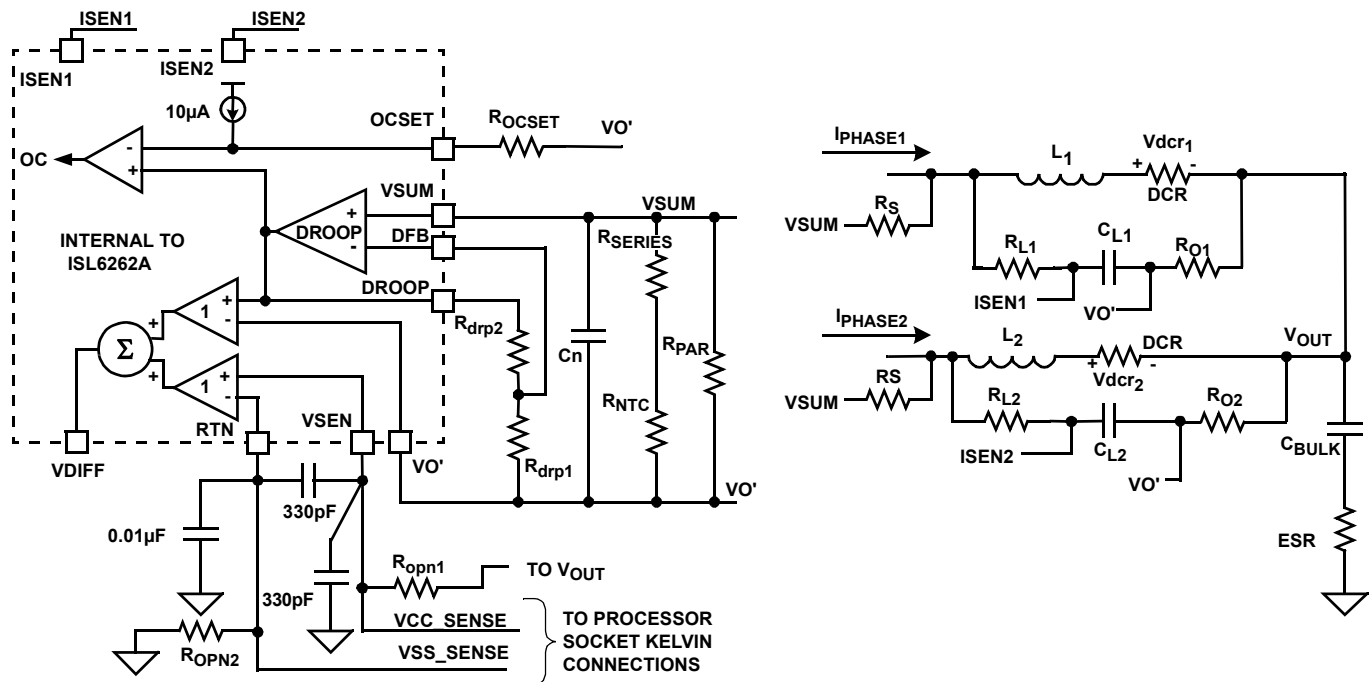 ISEN1
ISEN2
ISEN1
ISEN2
10µA
OCSET
ROCSET
VO'
OC
-
+
VSUM
VSUM
INTERNAL TO
ISL6262A
DROOP
+
-
DFB
DROOP
RSERIES
1
+
-
Rdrp2
Cn
RPAR
Σ
+
+
1
+
-
RNTC
RTN
VSEN
VO'
Rdrp1
VDIFF
VO'
330pF
0.01µF
330pF
Ropn1
TO VOUT
ROPN2
VCC_SENSE
VSS_SENSE
TO PROCESSOR
SOCKET KELVIN
CONNECTIONS
IPHASE1
L1
+
Vdcr1
-
DCR
RS
VSUM
RL1
CL1
RO1
ISEN1
VO'
IPHASE2
L2
DCR
VOUT
+
Vdcr2
-
RS
VSUM
RL2
CL2
RO2
ISEN2
VO'
CBULK
ESR